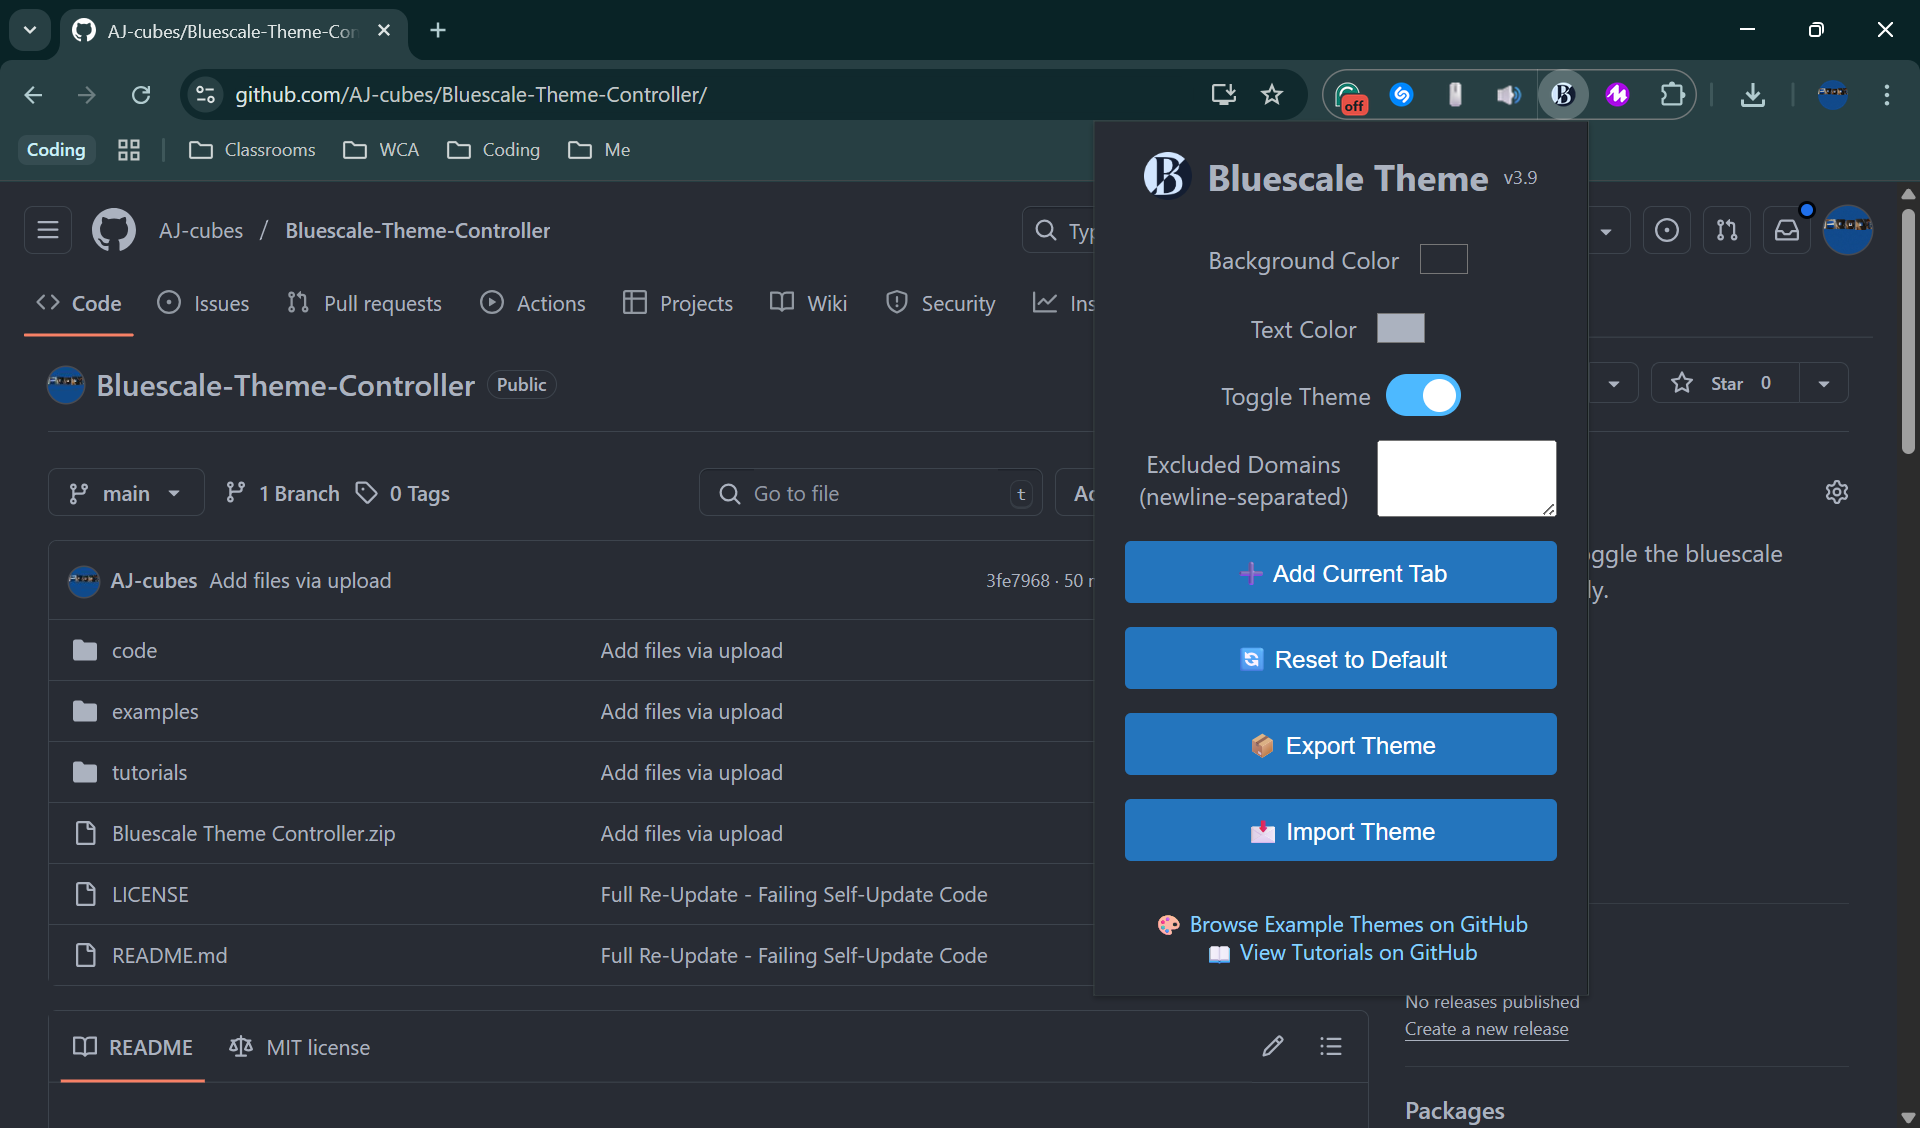 AJ-cubes/Bluescale-Theme-Con
github.com/AJ-cubes/Bluescale-Theme-Controller/
off
Coding
Classrooms
WCA
Coding
Me
AJ-cubes / Bluescale-Theme-Controller
Typ
Code
Issues
Pull requests
Actions
Projects
Wiki
Security
Ins
Bluescale-Theme-Controller
Public
Star 0
main
1 Branch
0 Tags
Go to file
t
Ad
AJ-cubes Add files via upload
3fe7968 · 50
code
Add files via upload
examples
Add files via upload
tutorials
Add files via upload
Bluescale Theme Controller.zip
Add files via upload
LICENSE
Full Re-Update - Failing Self-Update Code
README.md
Full Re-Update - Failing Self-Update Code
README
MIT license
B Bluescale Theme v3.9
Background Color
Text Color
Toggle Theme
Excluded Domains
(newline-separated)
Add Current Tab
Reset to Default
Export Theme
Import Theme
Browse Example Themes on GitHub
View Tutorials on GitHub
ggle the bluescale
ly.
No releases published
Create a new release
Packages